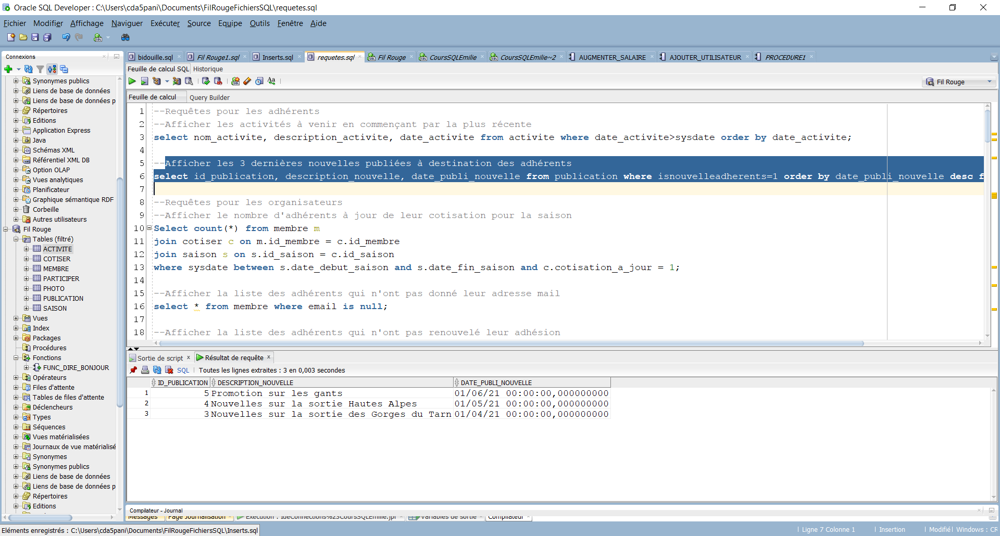 Oracle SQL Developer : C:\Users\cda5pani\Documents\FilRougeFichiersSQL\requetes.sql
Fichier Modifier Affichage Naviguer Exécuter Source Equipe Outils Fenêtre Aide
Connexions
Synonymes publics
Liens de base de données
Liens de base de données p
Répertoires
Editions
Application Express
Java
Schémas XML
Référentiel XML DB
Option OLAP
Vues analytiques
Planificateur
Graphique sémantique RDF
Corbeille
Autres utilisateurs
Fil Rouge
Tables (filtré)
ACTIVITE
COTISER
MEMBRE
PARTICIPER
PHOTO
PUBLICATION
SAISON
Vues
Index
Packages
Procédures
Fonctions
FUNC_DIRE_BONJOUR
Opérateurs
Files d'attente
Tables de files d'attente
Déclencheurs
Types
Séquences
Vues matérialisées
Journaux de vue matérialisé
Synonymes
Synonymes publics
Liens de base de données
Liens de base de données p
Répertoires
Editions
bidouille.sql Fil Rouge1.sql Inserts.sql requetes.sql Fil Rouge CoursSQLEmilie CoursSQLEmilie~2 AUGMENTER_SALAIRE AJOUTER_UTILISATEUR PROCEDURE1
Feuille de calcul SQL Historique
Fil Rouge
Feuille de calcul Query Builder
1 --Requêtes pour les adhérents
2 --Afficher les activités à venir en commençant par la plus récente
3 select nom_activite, description_activite, date_activite from activite where date_activite>sysdate order by date_activite;
4
5 --Afficher les 3 dernières nouvelles publiées à destination des adhérents
6 select id_publication, description_nouvelle, date_publi_nouvelle from publication where isnouvelleadherents=1 order by date_publi_nouvelle desc f
7
8 --Requêtes pour les organisateurs
9 --Afficher le nombre d'adhérents à jour de leur cotisation pour la saison
10 Select count(*) from membre m
11 join cotiser c on m.id_membre = c.id_membre
12 join saison s on s.id_saison = c.id_saison
13 where sysdate between s.date_debut_saison and s.date_fin_saison and c.cotisation_a_jour = 1;
14
15 --Afficher la liste des adhérents qui n'ont pas donné leur adresse mail
16 select * from membre where email is null;
17
18 --Afficher la liste des adhérents qui n'ont pas renouvelé leur adhésion
Sortie de script x Résultat de requête x
SQL | Toutes les lignes extraites : 3 en 0,003 secondes
ID_PUBLICATION DESCRIPTION_NOUVELLE DATE_PUBLI_NOUVELLE
1 5 Promotion sur les gants 01/06/21 00:00:00,000000000
2 4 Nouvelles sur la sortie Hautes Alpes 01/05/21 00:00:00,000000000
3 3 Nouvelles sur la sortie des Gorges du Tarn 01/04/21 00:00:00,000000000
Compilateur - Journal
Messages Page Journalisation Exécution : IdeConnections%23CoursSQLEmilie.jpr Variables de sortie Compilateur
Eléments enregistrés : C:\Users\cda5pani\Documents\FilRougeFichiersSQL\Inserts.sql
Ligne 7 Colonne 1 | Insertion | Modifié | Windows : CR